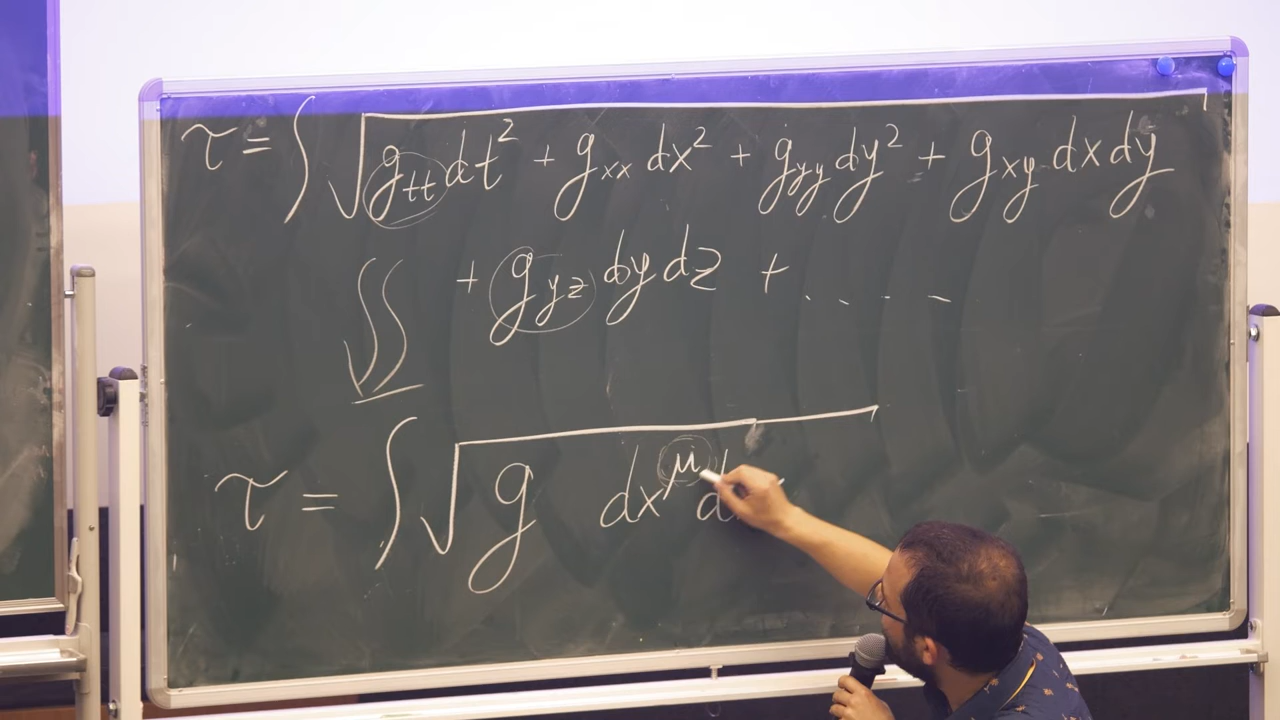 τ = ∫ √ g_tt dt² + g_xx dx² + g_yy dy² + g_xy dx dy
+ g_yz dy dz + . . . .
τ = ∫ √ g dx^μ d